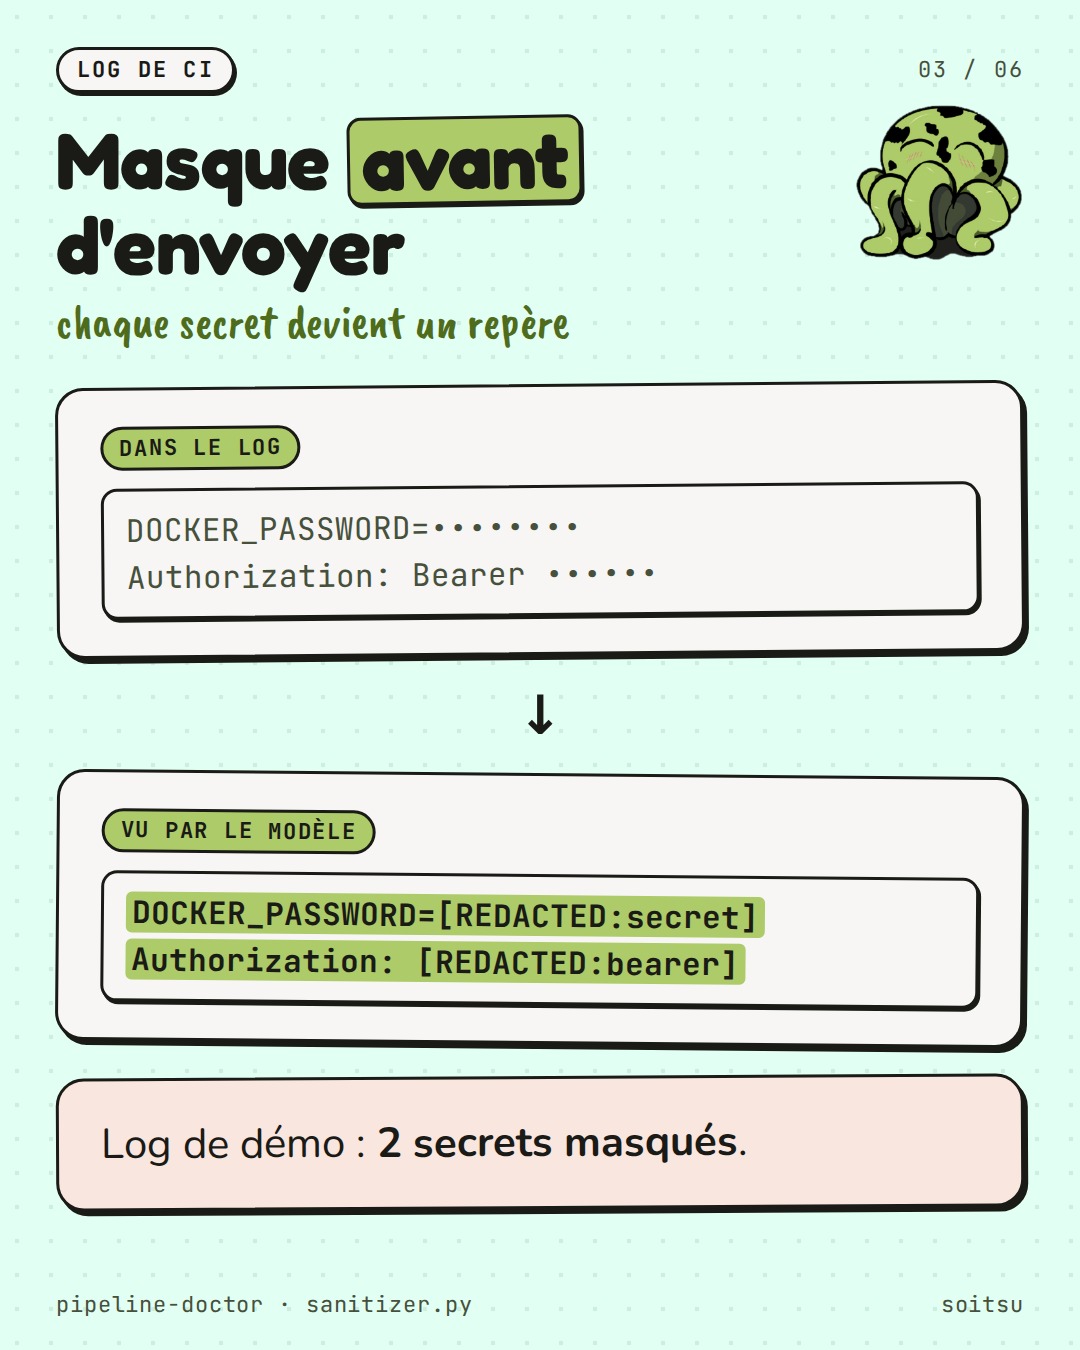 LOG DE CI
03 / 06
Masque avant
d'envoyer
chaque secret devient un repère
DANS LE LOG
DOCKER_PASSWORD=••••••••
Authorization: Bearer ••••••
↓
VU PAR LE MODÈLE
DOCKER_PASSWORD=[REDACTED:secret]
Authorization: [REDACTED:bearer]
Log de démo : 2 secrets masqués.
pipeline-doctor · sanitizer.py
soitsu